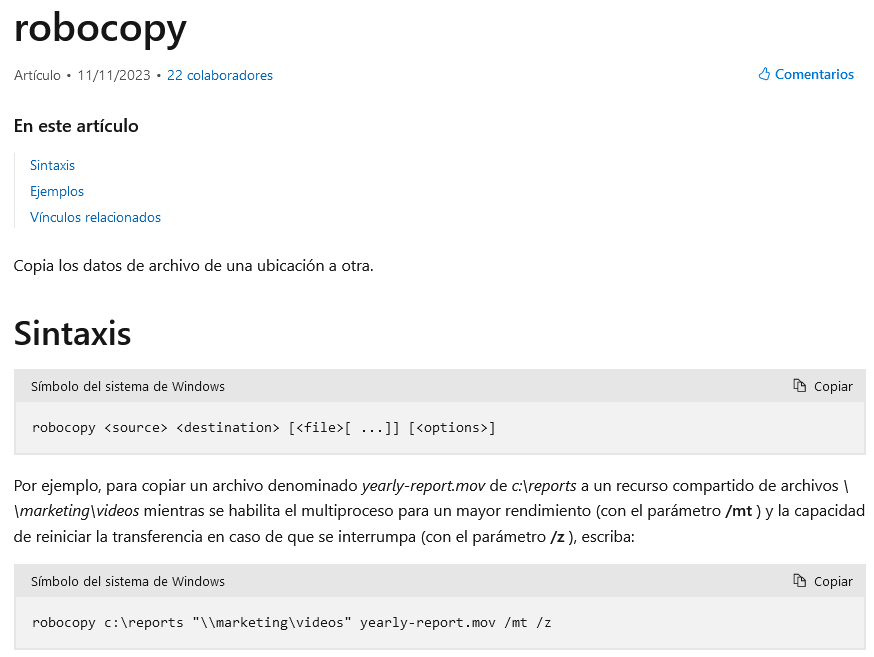 robocopy
Artículo • 11/11/2023 • 22 colaboradores
Comentarios
En este artículo
Sintaxis
Ejemplos
Vínculos relacionados
Copia los datos de archivo de una ubicación a otra.
Sintaxis
Símbolo del sistema de Windows
Copiar
robocopy <source> <destination> [<file>[ ...]] [<options>]
Por ejemplo, para copiar un archivo denominado yearly-report.mov de c:\reports a un recurso compartido de archivos \
\marketing\videos mientras se habilita el multiproceso para un mayor rendimiento (con el parámetro /mt ) y la capacidad
de reiniciar la transferencia en caso de que se interrumpa (con el parámetro /z ), escriba:
Símbolo del sistema de Windows
Copiar
robocopy c:\reports "\\marketing\videos" yearly-report.mov /mt /z